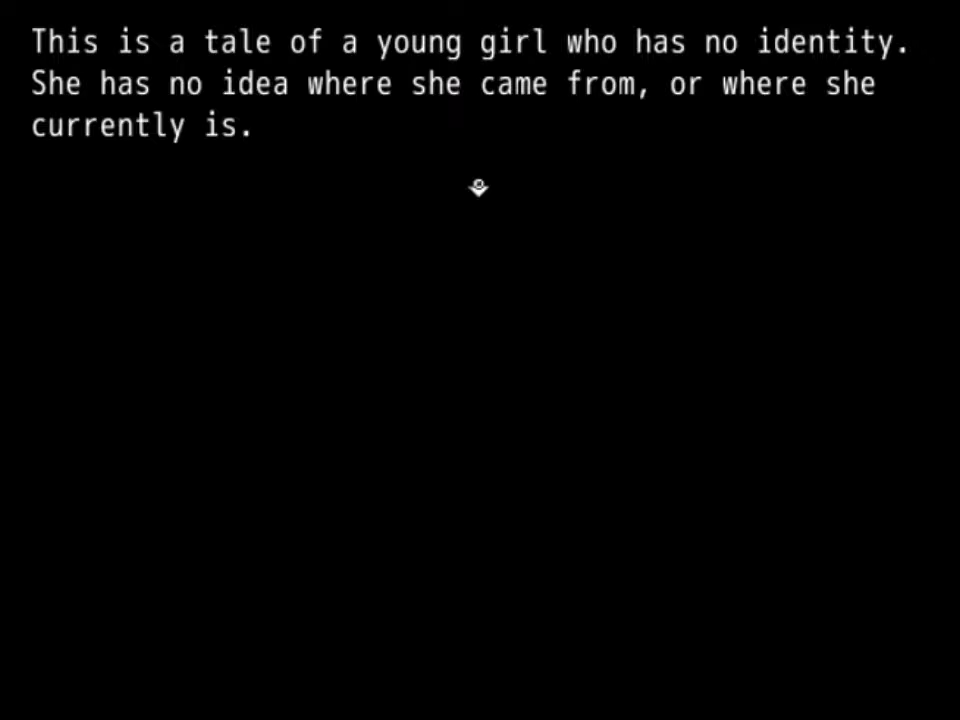 This is a tale of a young girl who has no identity.
She has no idea where she came from, or where she
currently is.